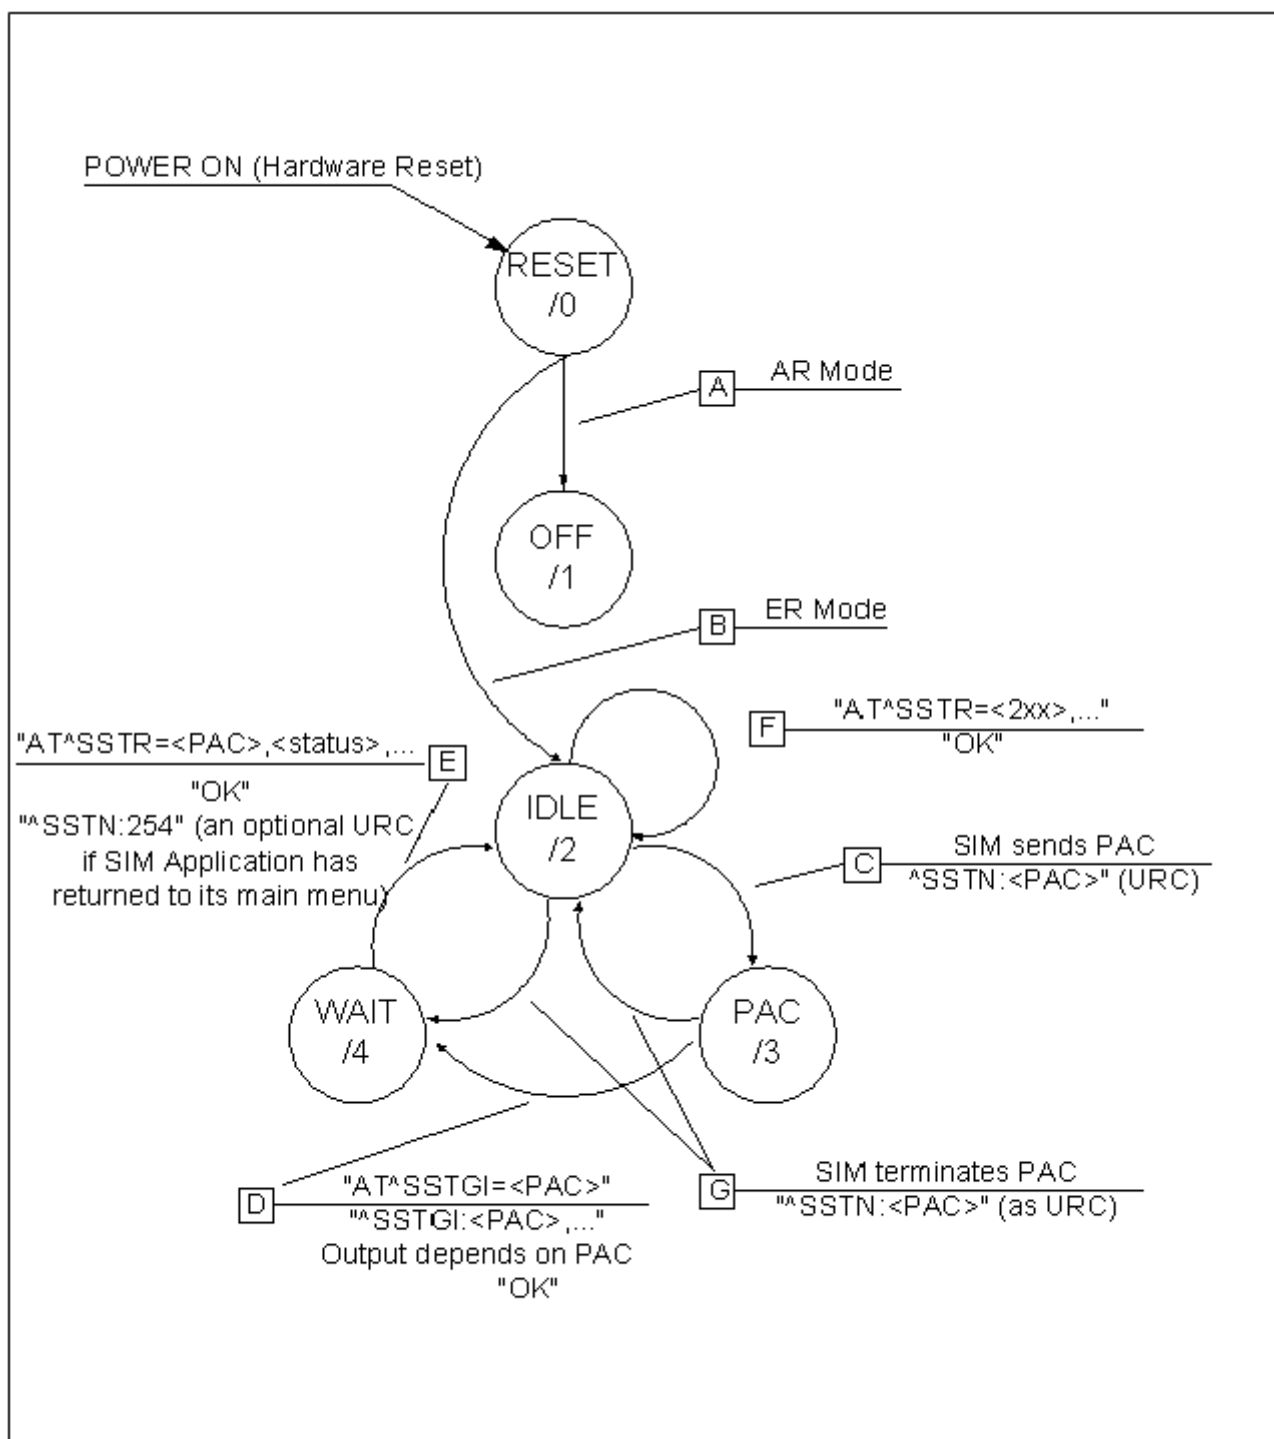 POWER ON (Hardware Reset)
RESET
/0
A
AR Mode
OFF
/1
B
ER Mode
F
"AT^SSTR=<2xx>,..."
"OK"
"AT^SSTR=<PAC>,<status>,...
E
"OK"
"^SSTN:254" (an optional URC
if SIM Application has
returned to its main menu)
IDLE
/2
C
SIM sends PAC
^SSTN:<PAC>" (URC)
WAIT
/4
PAC
/3
D
"AT^SSTGI=<PAC>"
"^SSTGI:<PAC>,..."
Output depends on PAC
"OK"
G
SIM terminates PAC
"^SSTN:<PAC>" (as URC)